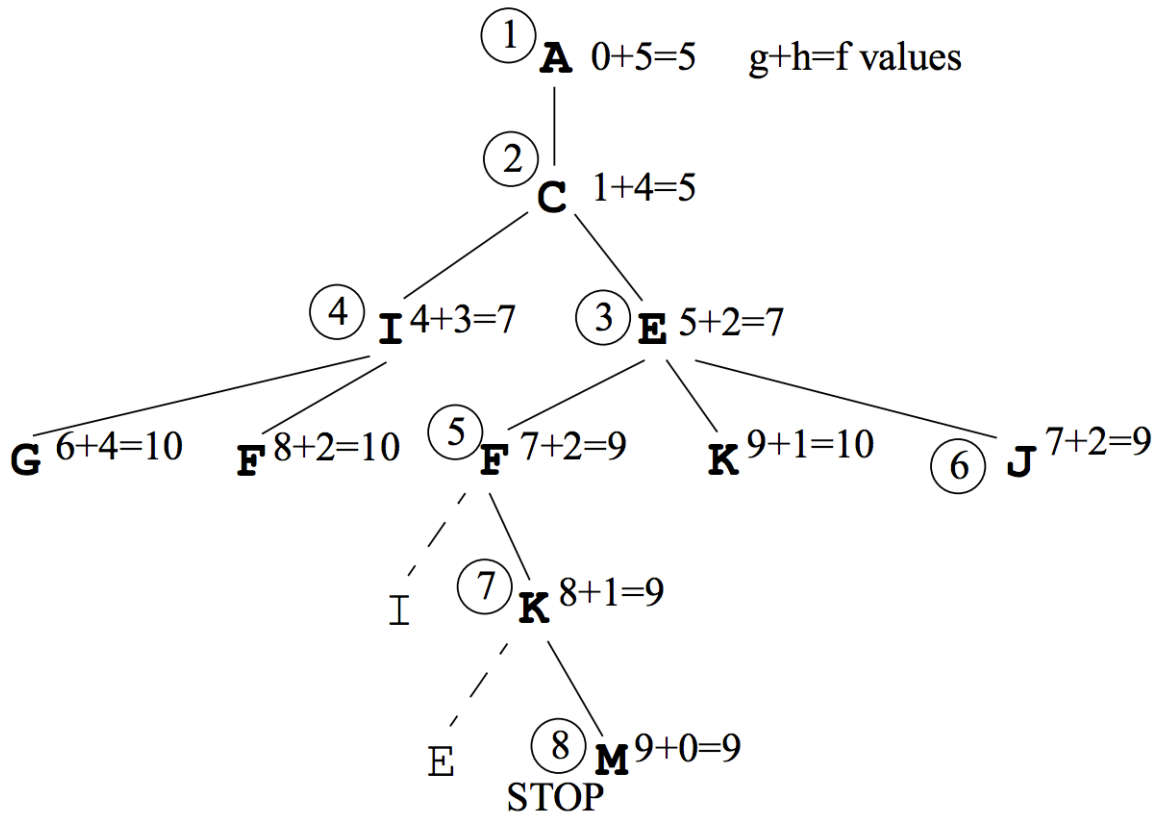 1 A 0+5=5 g+h=f values
2 C 1+4=5
4 I 4+3=7 3 E 5+2=7
G 6+4=10 F 8+2=10 5 F 7+2=9 K 9+1=10 6 J 7+2=9
I 7 K 8+1=9
E 8 M 9+0=9
STOP